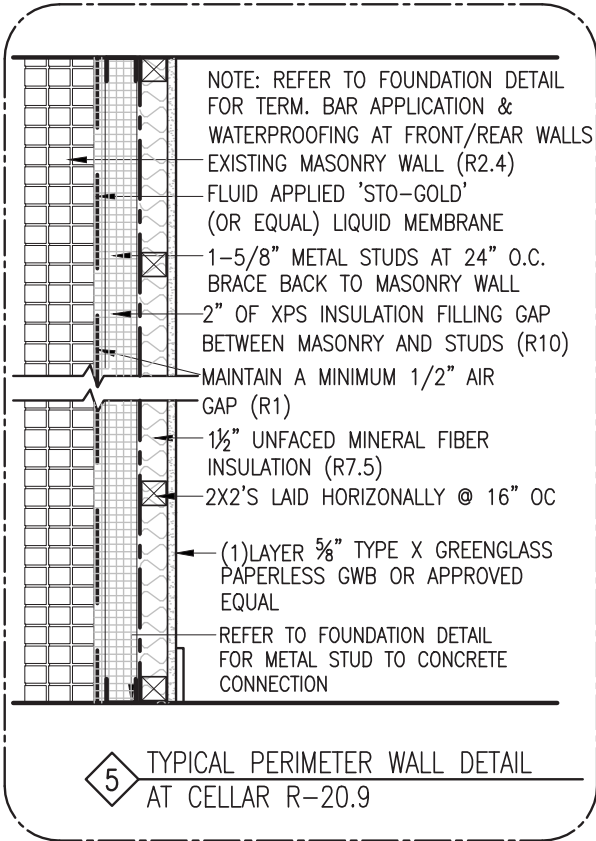 NOTE: REFER TO FOUNDATION DETAIL
FOR TERM. BAR APPLICATION &
WATERPROOFING AT FRONT/REAR WALLS
EXISTING MASONRY WALL (R2.4)
FLUID APPLIED 'STO-GOLD'
(OR EQUAL) LIQUID MEMBRANE
1-5/8" METAL STUDS AT 24" O.C.
BRACE BACK TO MASONRY WALL
2" OF XPS INSULATION FILLING GAP
BETWEEN MASONRY AND STUDS (R10)
MAINTAIN A MINIMUM 1/2" AIR
GAP (R1)
1½" UNFACED MINERAL FIBER
INSULATION (R7.5)
2X2'S LAID HORIZONALLY @ 16" OC
(1)LAYER ⅝" TYPE X GREENGLASS
PAPERLESS GWB OR APPROVED
EQUAL
REFER TO FOUNDATION DETAIL
FOR METAL STUD TO CONCRETE
CONNECTION
5 TYPICAL PERIMETER WALL DETAIL
AT CELLAR R-20.9